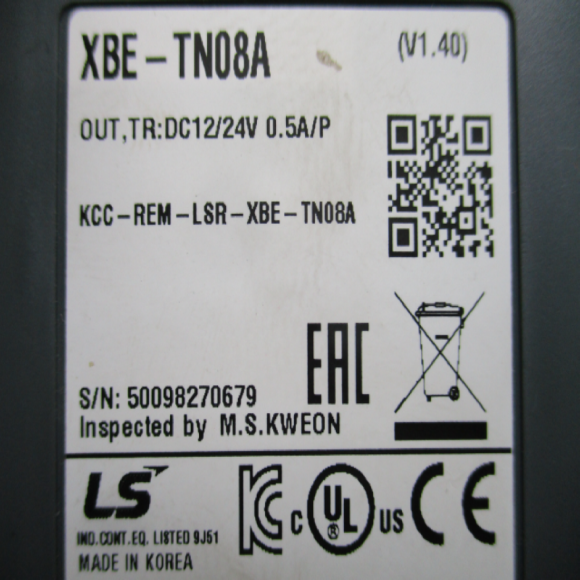 XBE-TN08A (V1.40)
OUT,TR:DC12/24V 0.5A/P
KCC-REM-LSR-XBE-TN08A
EAC
S/N: 50098270679
Inspected by M.S.KWEON
LS KC c UL ® US CE
IND.CONT.EQ. LISTED 9J51
MADE IN KOREA